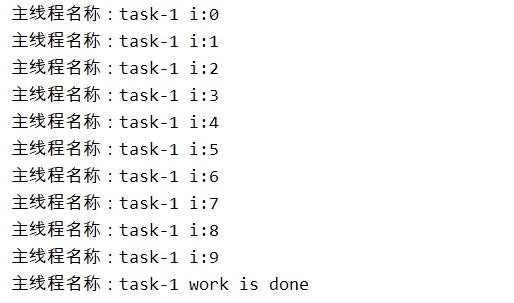 主线程名称：task-1 i:0
主线程名称：task-1 i:1
主线程名称：task-1 i:2
主线程名称：task-1 i:3
主线程名称：task-1 i:4
主线程名称：task-1 i:5
主线程名称：task-1 i:6
主线程名称：task-1 i:7
主线程名称：task-1 i:8
主线程名称：task-1 i:9
主线程名称：task-1 work is done